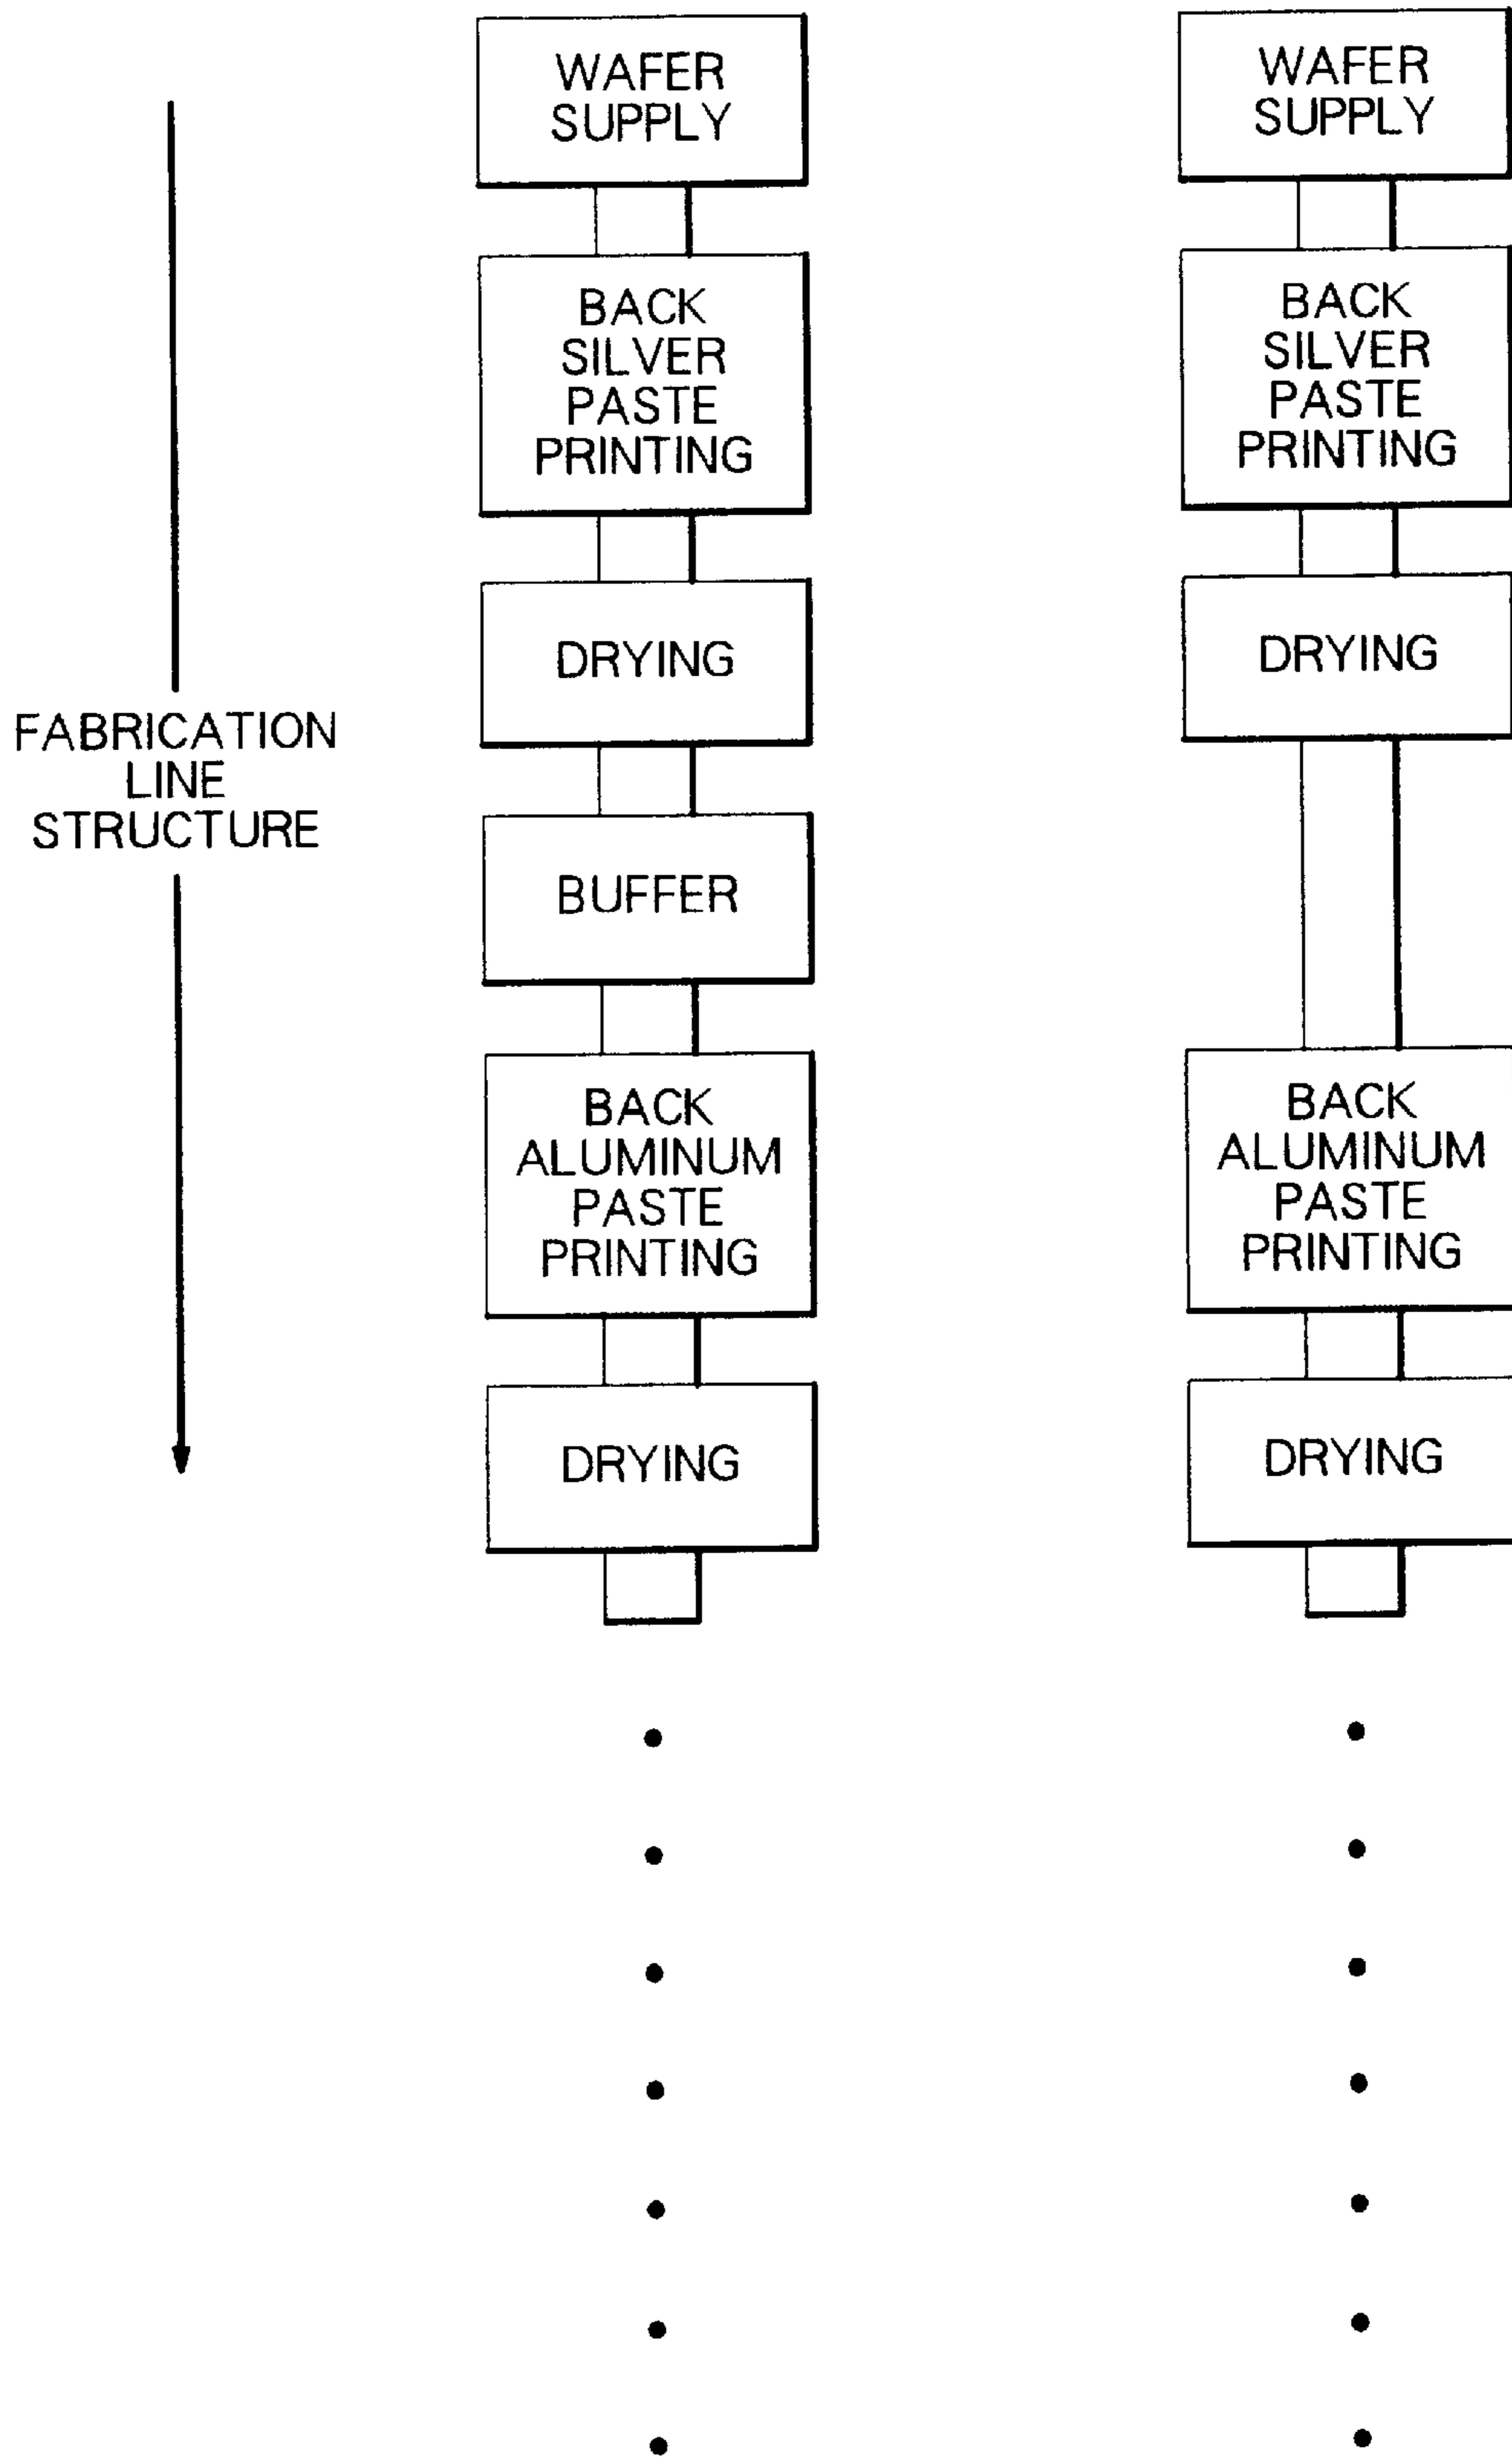 FABRICATION
LINE
STRUCTURE
WAFER
SUPPLY
BACK
SILVER
PASTE
PRINTING
DRYING
BUFFER
BACK
ALUMINUM
PASTE
PRINTING
DRYING
WAFER
SUPPLY
BACK
SILVER
PASTE
PRINTING
DRYING
BACK
ALUMINUM
PASTE
PRINTING
DRYING